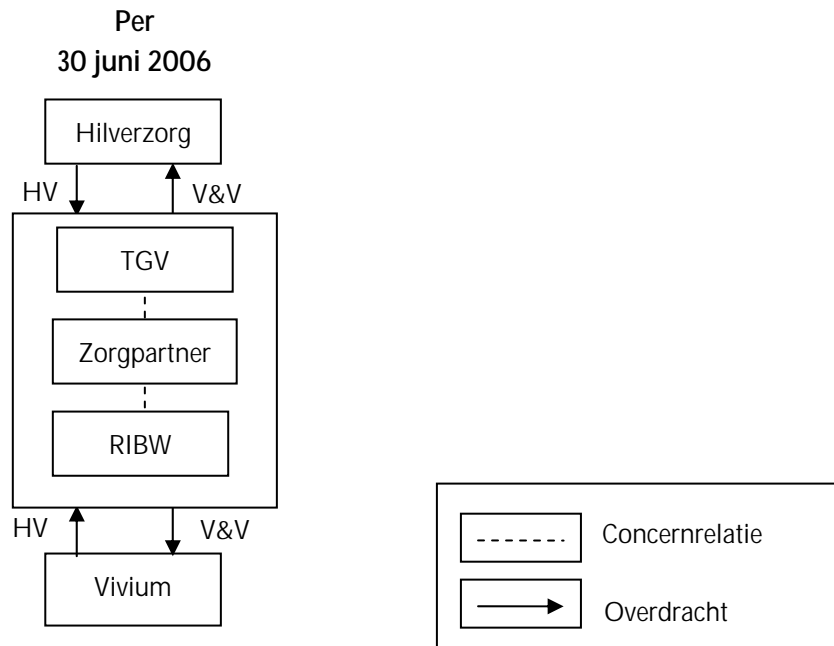 Per
30 juni 2006
Hilverzorg
HV
V&V
TGV
Zorgpartner
RIBW
HV
V&V
Vivium
Concernrelatie
Overdracht